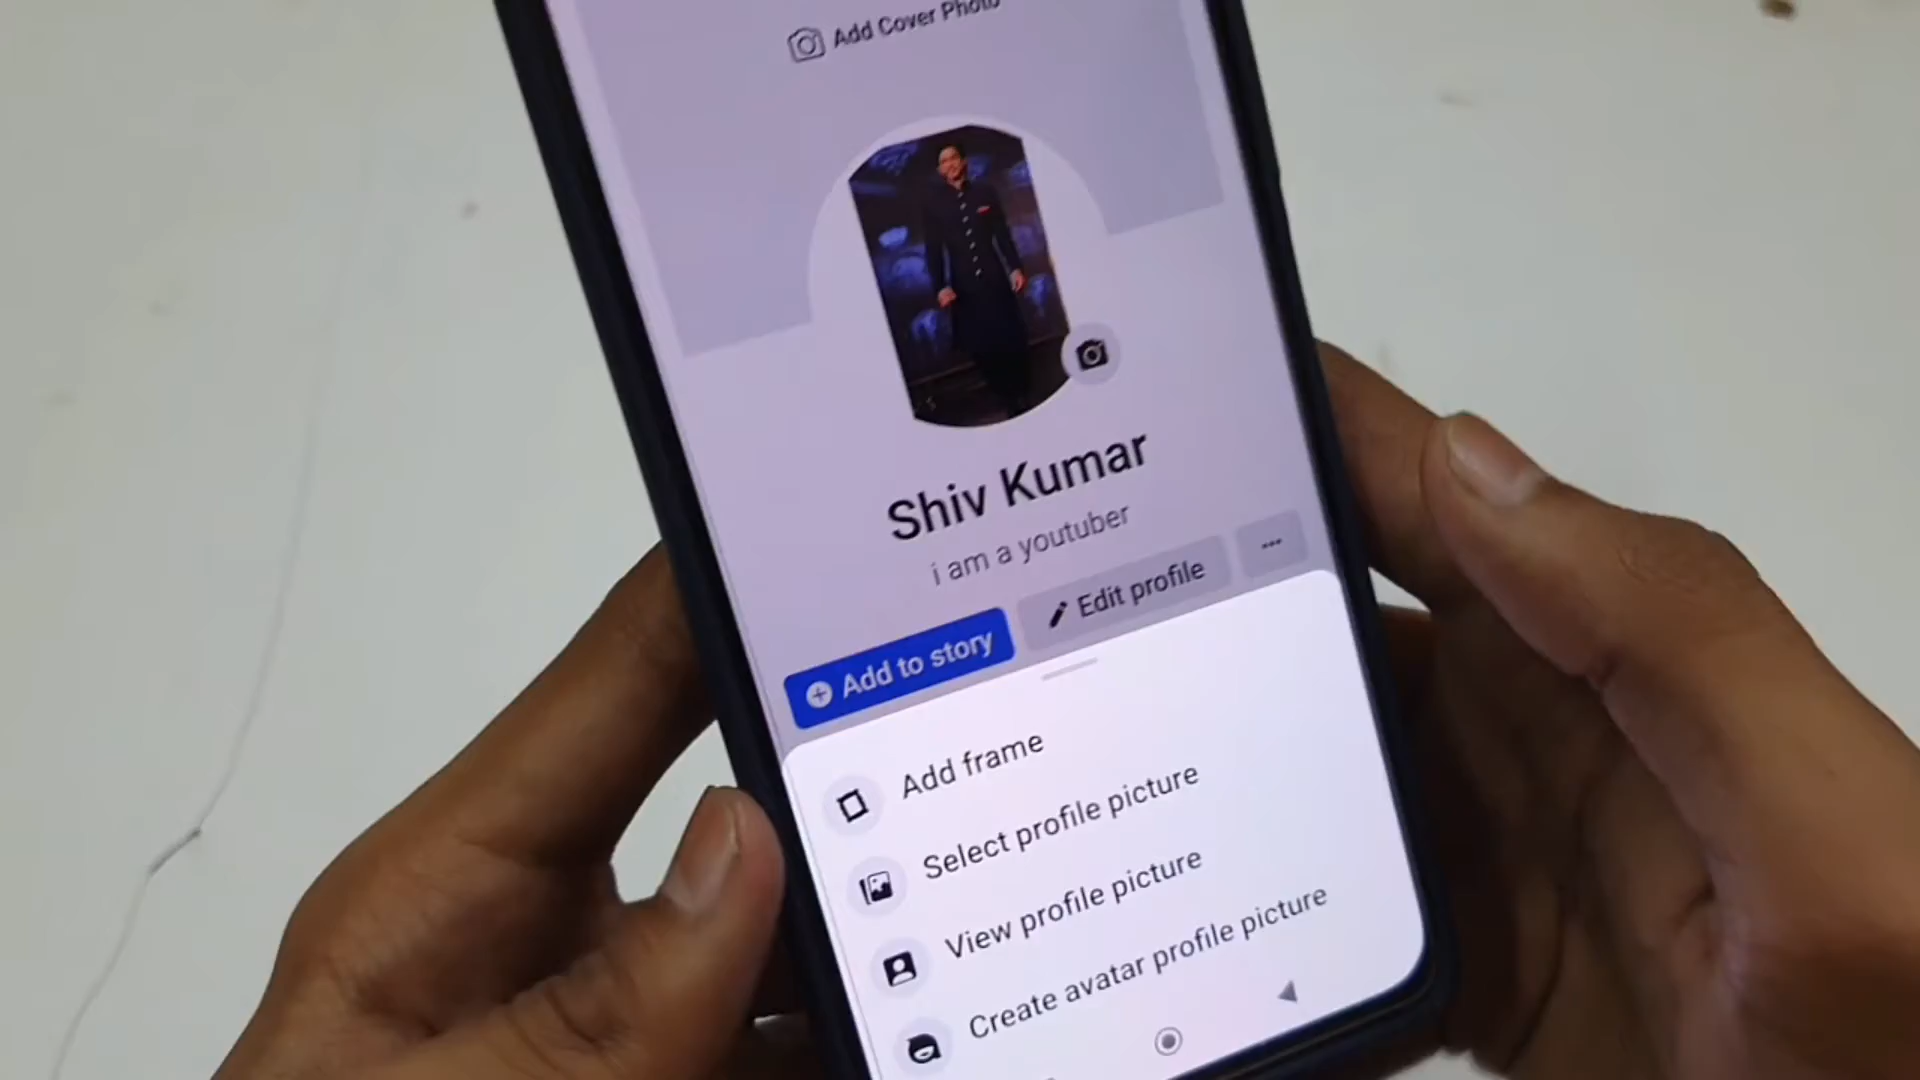 Add Cover Photo
Shiv Kumar
i am a youtuber
Add to story
Edit profile
Add frame
Select profile picture
View profile picture
Create avatar profile picture